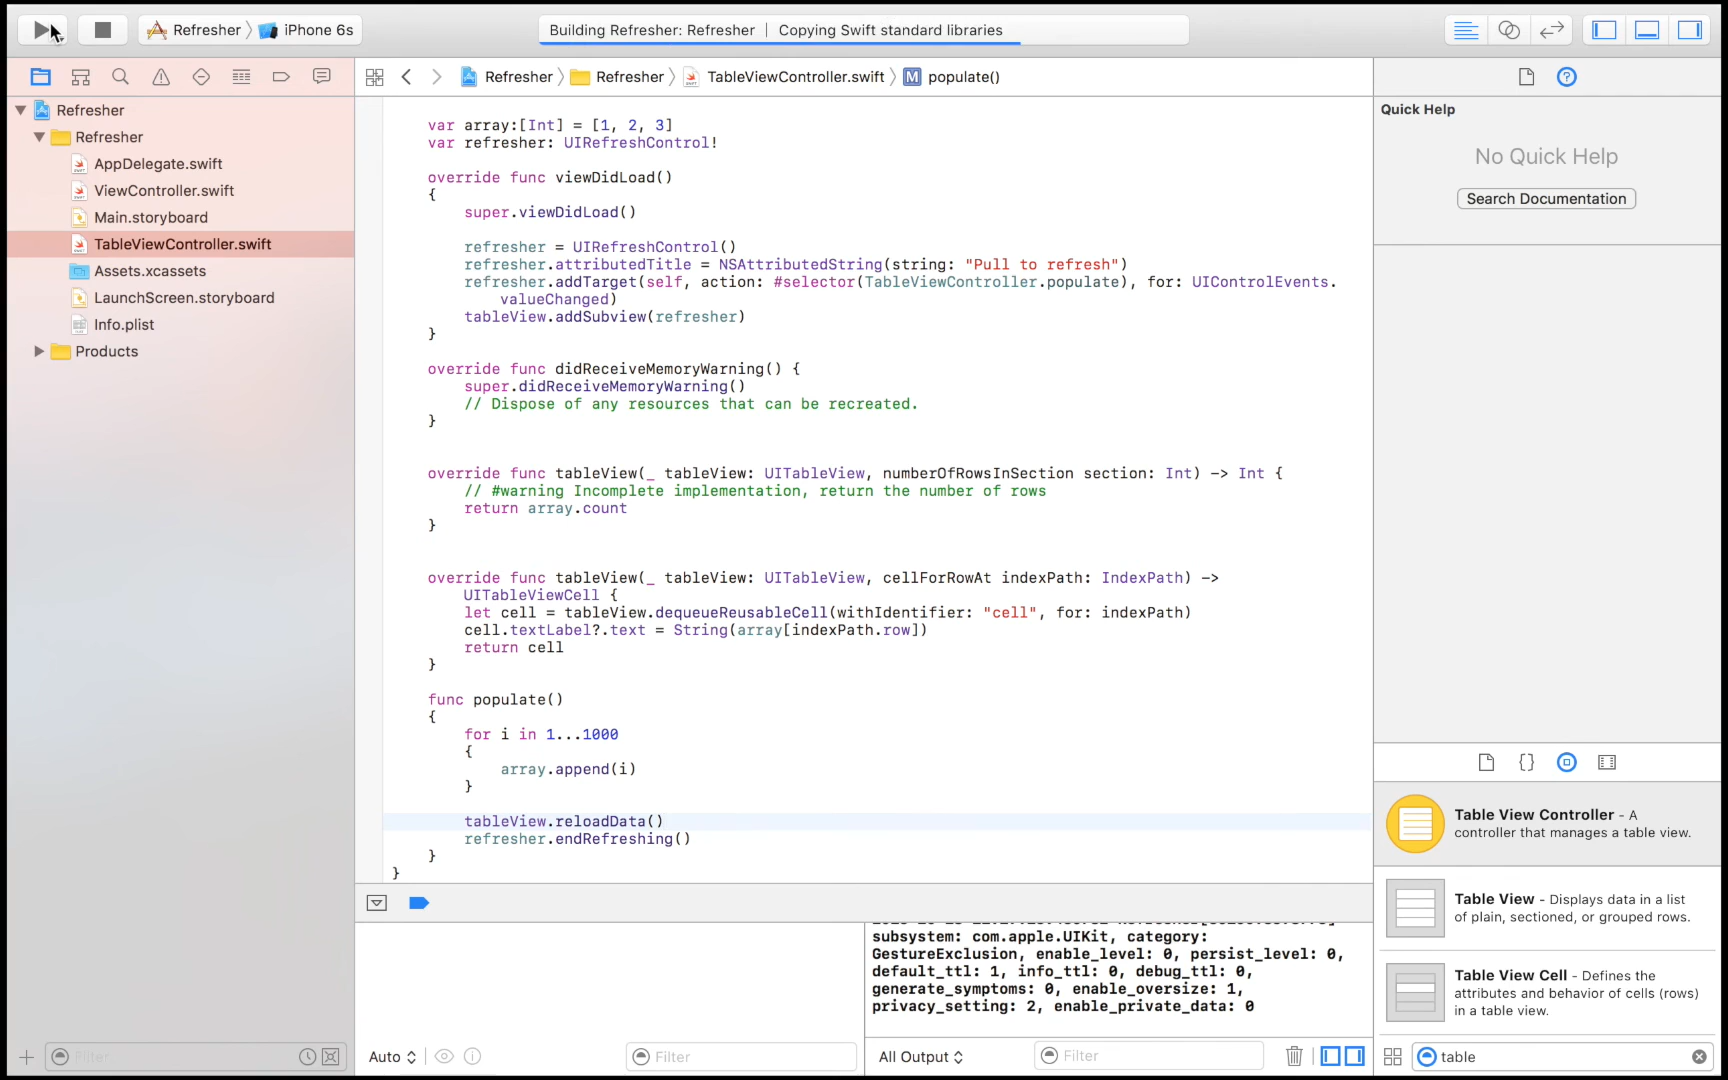 Refresher iPhone 6s Building Refresher: Refresher | Copying Swift standard libraries
Refresher Refresher TableViewController.swift M populate()
Refresher
Refresher
AppDelegate.swift
ViewController.swift
Main.storyboard
TableViewController.swift
Assets.xcassets
LaunchScreen.storyboard
Info.plist
Products
Filter
var array:[Int] = [1, 2, 3]
var refresher: UIRefreshControl!
override func viewDidLoad()
{
super.viewDidLoad()
refresher = UIRefreshControl()
refresher.attributedTitle = NSAttributedString(string: "Pull to refresh")
refresher.addTarget(self, action: #selector(TableViewController.populate), for: UIControlEvents.
valueChanged)
tableView.addSubview(refresher)
}
override func didReceiveMemoryWarning() {
super.didReceiveMemoryWarning()
// Dispose of any resources that can be recreated.
}
override func tableView(_ tableView: UITableView, numberOfRowsInSection section: Int) -> Int {
// #warning Incomplete implementation, return the number of rows
return array.count
}
override func tableView(_ tableView: UITableView, cellForRowAt indexPath: IndexPath) ->
UITableViewCell {
let cell = tableView.dequeueReusableCell(withIdentifier: "cell", for: indexPath)
cell.textLabel?.text = String(array[indexPath.row])
return cell
}
func populate()
{
for i in 1...1000
{
array.append(i)
}
tableView.reloadData()
refresher.endRefreshing()
}
}
subsystem: com.apple.UIKit, category:
GestureExclusion, enable_level: 0, persist_level: 0,
default_ttl: 1, info_ttl: 0, debug_ttl: 0,
generate_symptoms: 0, enable_oversize: 1,
privacy_setting: 2, enable_private_data: 0
Auto Filter
All Output Filter
Quick Help
No Quick Help
Search Documentation
Table View Controller - A
controller that manages a table view.
Table View - Displays data in a list
of plain, sectioned, or grouped rows.
Table View Cell - Defines the
attributes and behavior of cells (rows)
in a table view.
table